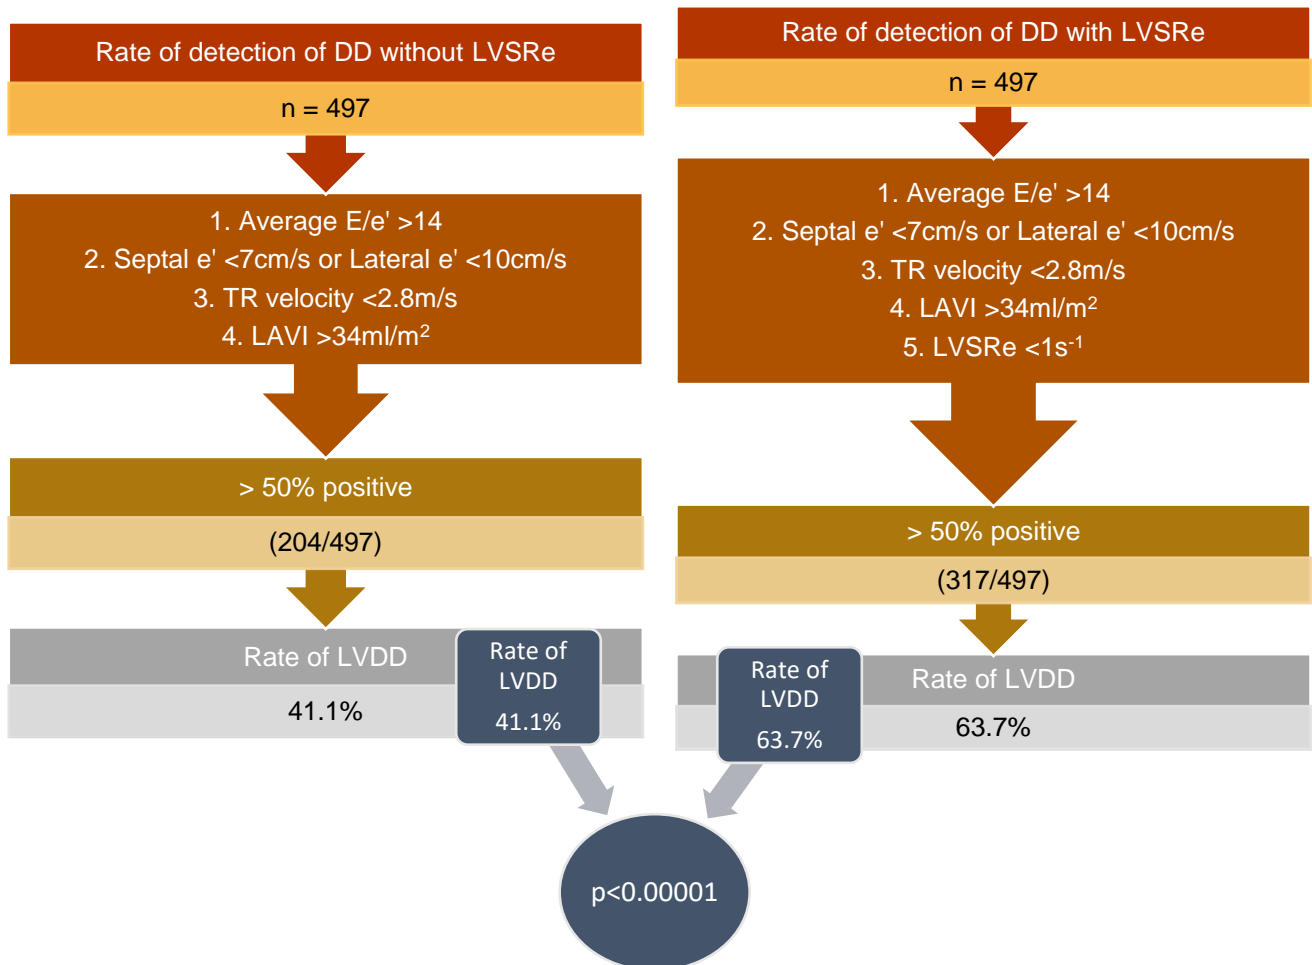 Rate of detection of DD without LVSRe
n = 497
1. Average E/e' >14
2. Septal e' <7cm/s or Lateral e' <10cm/s
3. TR velocity <2.8m/s
4. LAVI >34ml/m²
> 50% positive
(204/497)
Rate of LVDD
41.1%
Rate of
LVDD
41.1%
Rate of detection of DD with LVSRe
n = 497
1. Average E/e' >14
2. Septal e' <7cm/s or Lateral e' <10cm/s
3. TR velocity <2.8m/s
4. LAVI >34ml/m²
5. LVSRe <1s⁻¹
> 50% positive
(317/497)
Rate of LVDD
63.7%
Rate of
LVDD
63.7%
p<0.00001